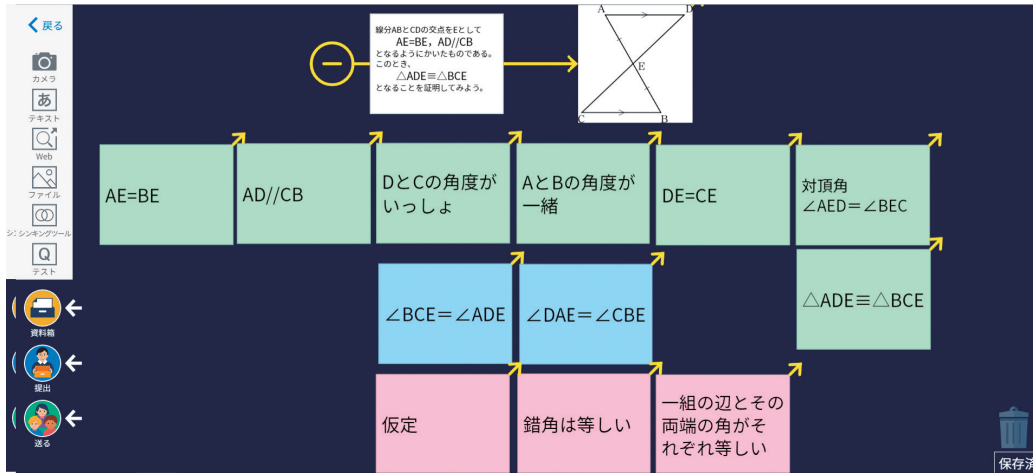 戻る
カメラ
あ
テキスト
Web
ファイル
シンキングツール
Q
テスト
資料箱
提出
送る
線分ABとCDの交点をEとして
AE=BE，AD//CB
となるようにかいたものである。
このとき、
△ADE≡△BCE
となることを証明してみよう。
A
D
E
C
B
AE=BE
AD//CB
DとCの角度が
いっしょ
AとBの角度が
一緒
DE=CE
対頂角
∠AED＝∠BEC
∠BCE＝∠ADE
∠DAE＝∠CBE
△ADE≡△BCE
仮定
錯角は等しい
一組の辺とその
両端の角がそ
れぞれ等しい
保存済